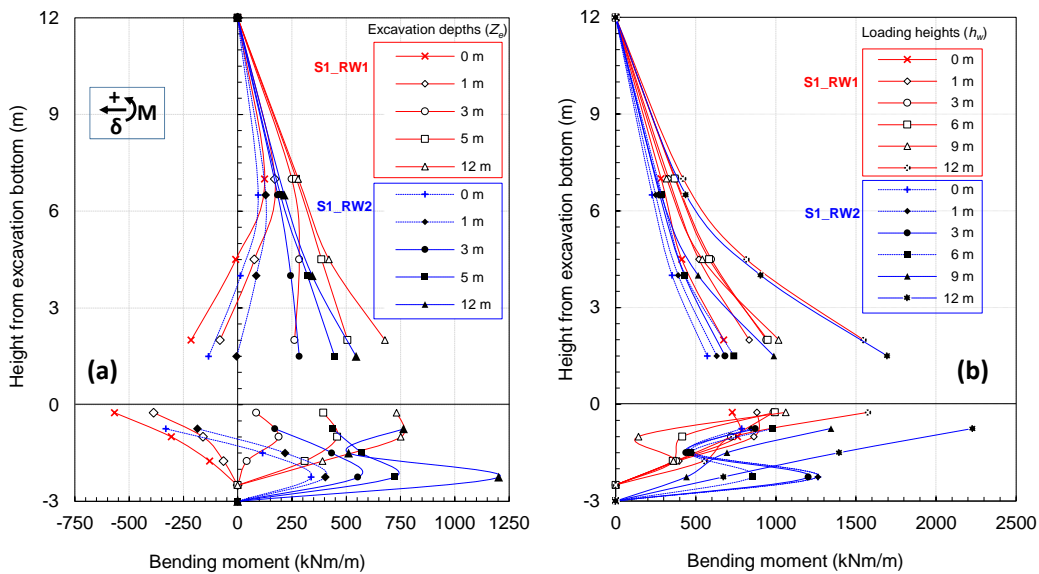 12
9
6
3
0
-3
Height from excavation bottom (m)
-750
-500
-250
0
250
500
750
1000
1250
Bending moment (kNm/m)
(a)
+
M
δ
Excavation depths (Ze)
S1_RW1
0 m
1 m
3 m
5 m
12 m
S1_RW2
0 m
1 m
3 m
5 m
12 m
12
9
6
3
0
-3
Height from excavation bottom (m)
0
500
1000
1500
2000
2500
Bending moment (kNm/m)
(b)
Loading heights (hw)
S1_RW1
0 m
1 m
3 m
6 m
9 m
12 m
S1_RW2
0 m
1 m
3 m
6 m
9 m
12 m